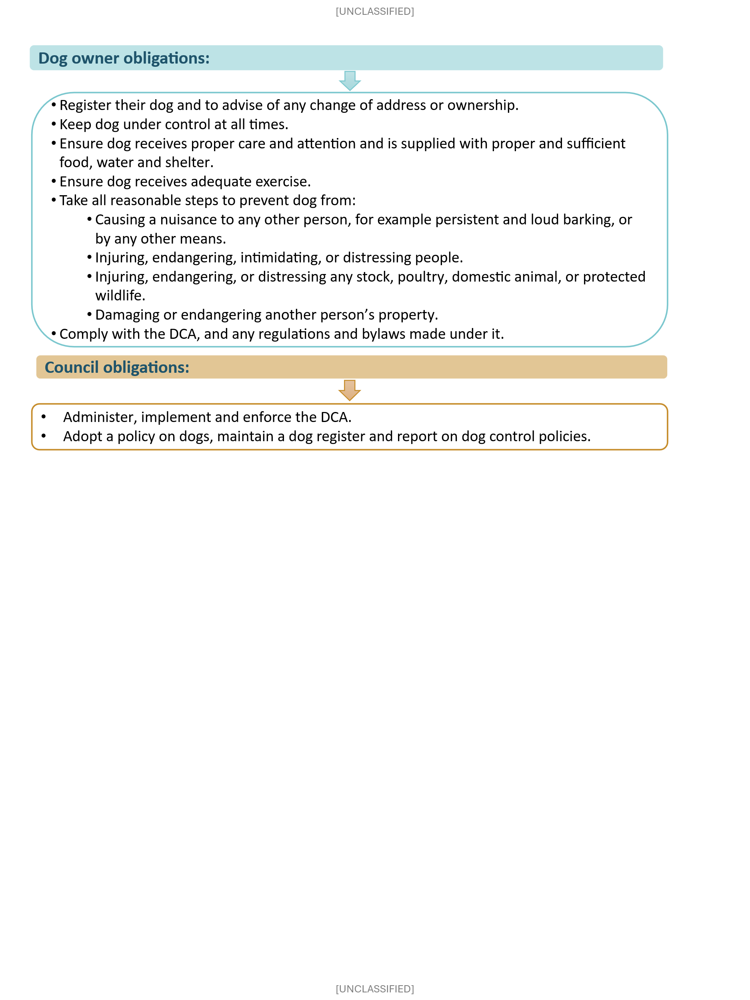 [UNCLASSIFIED]
Dog owner obligations:
• Register their dog and to advise of any change of address or ownership.
• Keep dog under control at all times.
• Ensure dog receives proper care and attention and is supplied with proper and sufficient
food, water and shelter.
• Ensure dog receives adequate exercise.
• Take all reasonable steps to prevent dog from:
• Causing a nuisance to any other person, for example persistent and loud barking, or
by any other means.
• Injuring, endangering, intimidating, or distressing people.
• Injuring, endangering, or distressing any stock, poultry, domestic animal, or protected
wildlife.
• Damaging or endangering another person’s property.
• Comply with the DCA, and any regulations and bylaws made under it.
Council obligations:
• Administer, implement and enforce the DCA.
• Adopt a policy on dogs, maintain a dog register and report on dog control policies.
[UNCLASSIFIED]